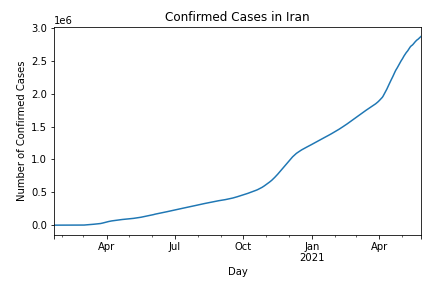 Confirmed Cases in Iran
1e6
3.0
2.5
2.0
1.5
1.0
0.5
0.0
Number of Confirmed Cases
Apr
Jul
Oct
Jan
2021
Apr
Day